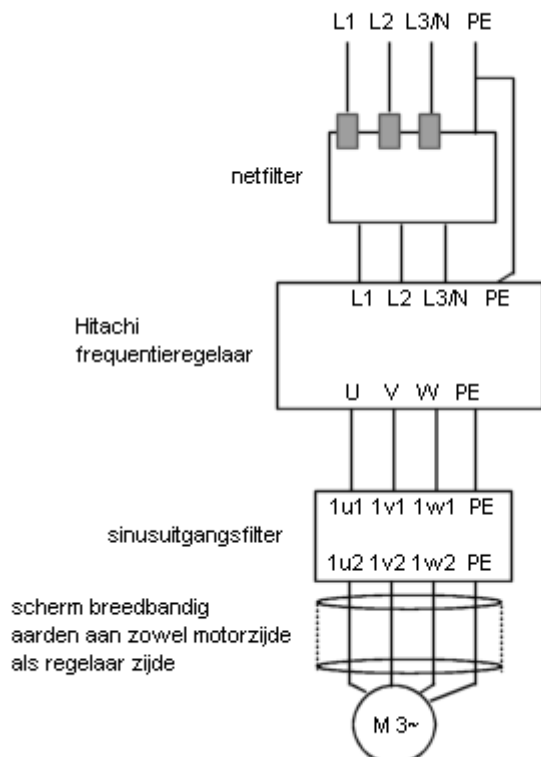 L1 L2 L3/N PE
netfilter
L1 L2 L3/N PE
Hitachi
frequentieregelaar
U V W PE
1u1 1v1 1w1 PE
sinusuitgangsfilter
1u2 1v2 1w2 PE
scherm breedbandig
aarden aan zowel motorzijde
als regelaar zijde
M 3~